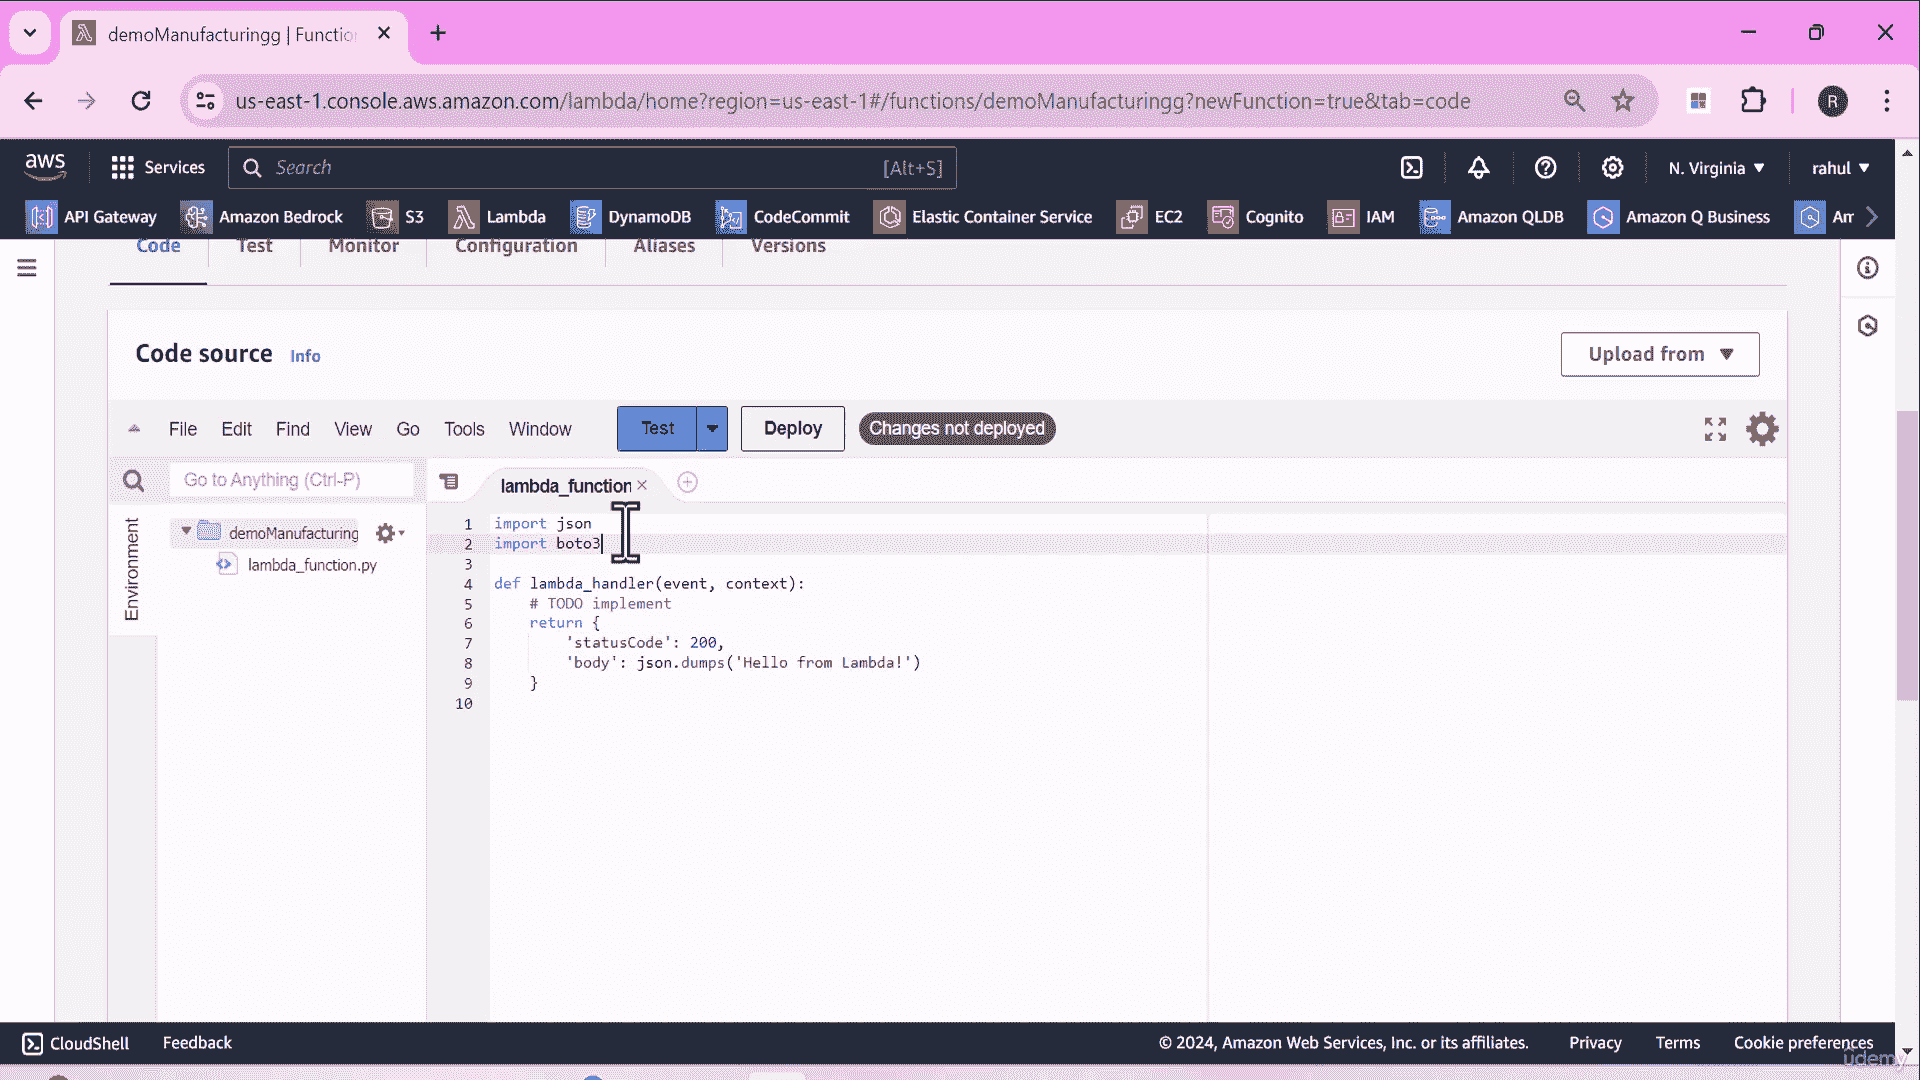 demoManufacturingg | Functio
us-east-1.console.aws.amazon.com/lambda/home?region=us-east-1#/functions/demoManufacturingg?newFunction=true&tab=code
R
aws
Services
Search
[Alt+S]
N. Virginia
rahul
API Gateway
Amazon Bedrock
S3
Lambda
DynamoDB
CodeCommit
Elastic Container Service
EC2
Cognito
IAM
Amazon QLDB
Amazon Q Business
Am
Code
Test
Monitor
Configuration
Aliases
Versions
Code source
Info
Upload from
File
Edit
Find
View
Go
Tools
Window
Test
Deploy
Changes not deployed
Go to Anything (Ctrl-P)
lambda_function
Environment
demoManufacturing
lambda_function.py
1 import json
2 import boto3
3
4 def lambda_handler(event, context):
5 # TODO implement
6 return {
7 'statusCode': 200,
8 'body': json.dumps('Hello from Lambda!')
9 }
10
CloudShell
Feedback
© 2024, Amazon Web Services, Inc. or its affiliates.
Privacy
Terms
Cookie preferences
ûdemy